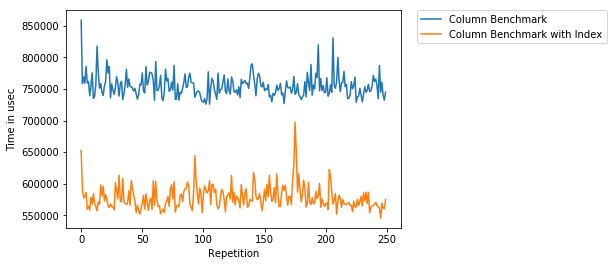 Column Benchmark
Column Benchmark with Index
850000
800000
750000
700000
650000
600000
550000
Time in usec
0 50 100 150 200 250
Repetition